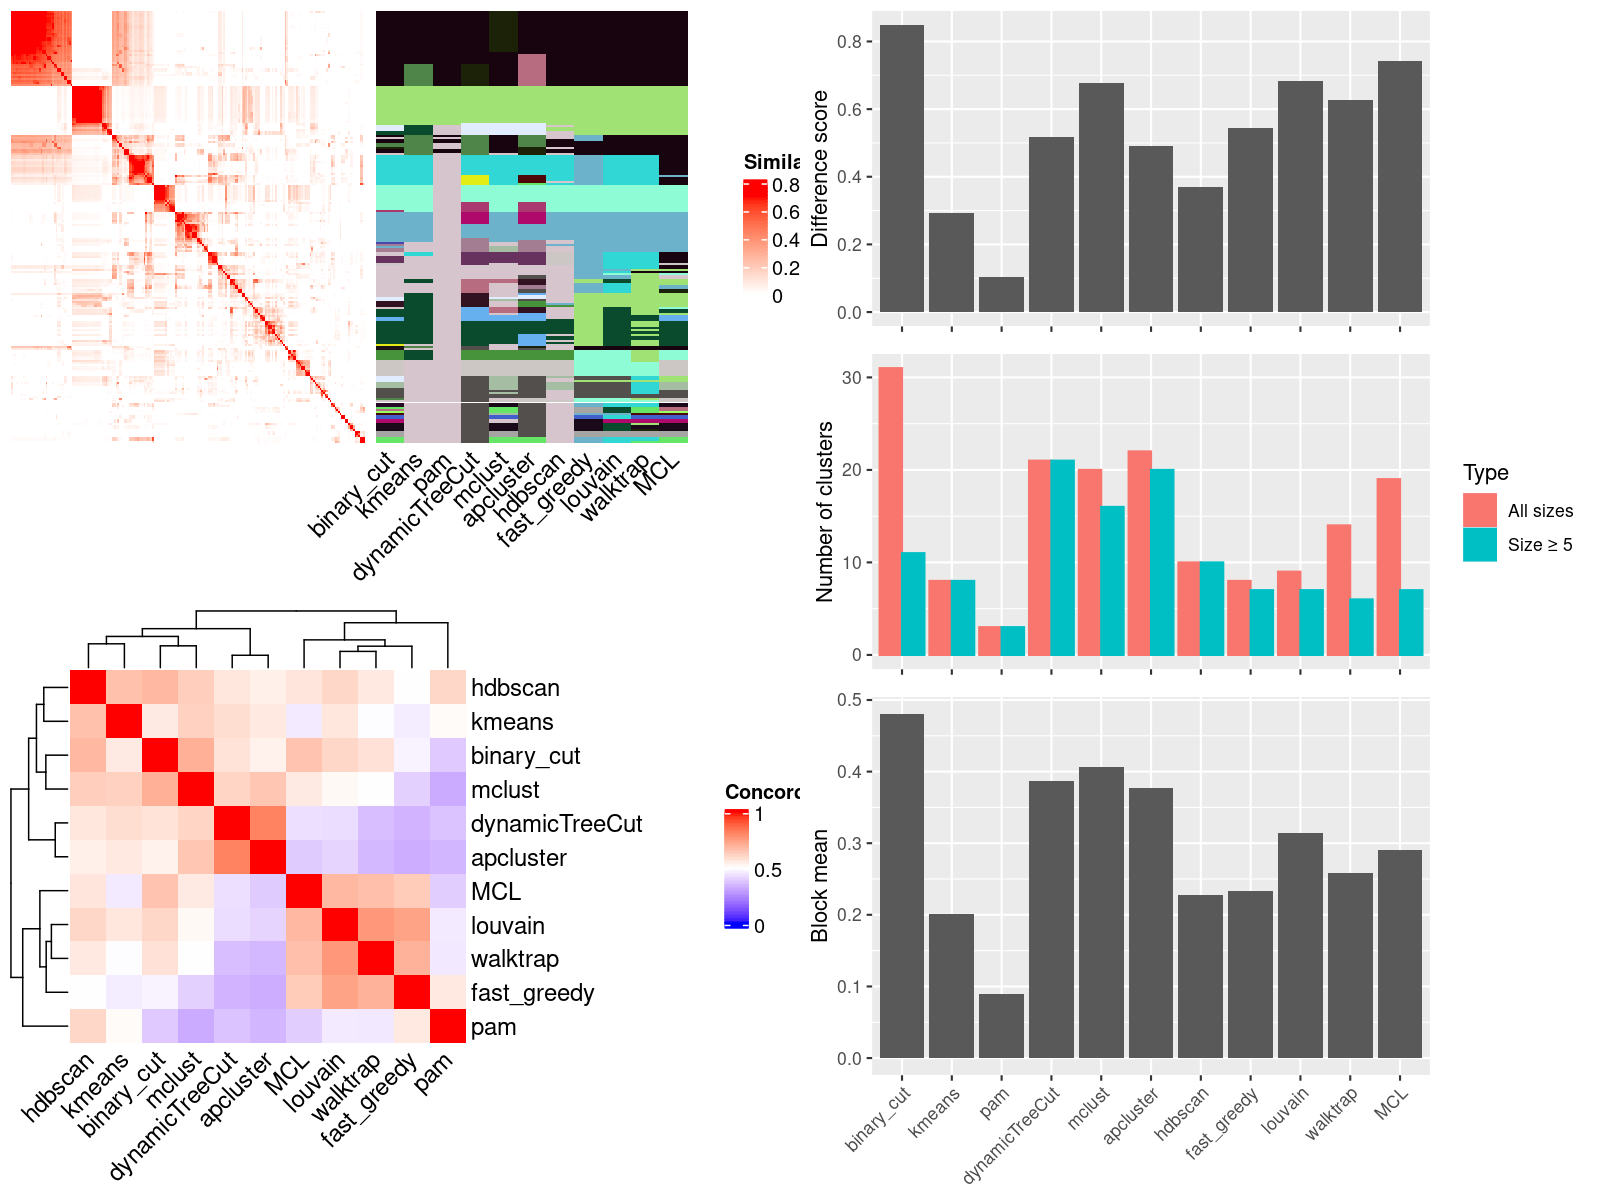 Simila
0.8
0.6
0.4
0.2
0
binary_cut
kmeans
pam
dynamicTreeCut
mclust
apcluster
hdbscan
fast_greedy
louvain
walktrap
MCL
hdbscan
kmeans
binary_cut
mclust
dynamicTreeCut
apcluster
MCL
louvain
walktrap
fast_greedy
pam
hdbscan
kmeans
binary_cut
mclust
dynamicTreeCut
apcluster
MCL
louvain
walktrap
fast_greedy
pam
Concord
1
0.5
0
Difference score
0.8
0.6
0.4
0.2
0.0
Number of clusters
30
20
10
0
Type
All sizes
Size ≥ 5
Block mean
0.5
0.4
0.3
0.2
0.1
0.0
binary_cut
kmeans
pam
dynamicTreeCut
mclust
apcluster
hdbscan
fast_greedy
louvain
walktrap
MCL